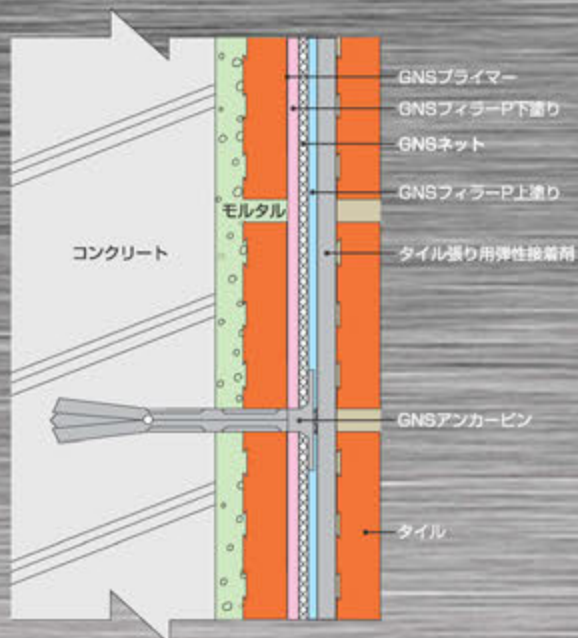 GNSプライマー
GNSフィラーP下塗り
GNSネット
GNSフィラーP上塗り
モルタル
コンクリート
タイル張り用弾性接着剤
GNSアンカーピン
タイル